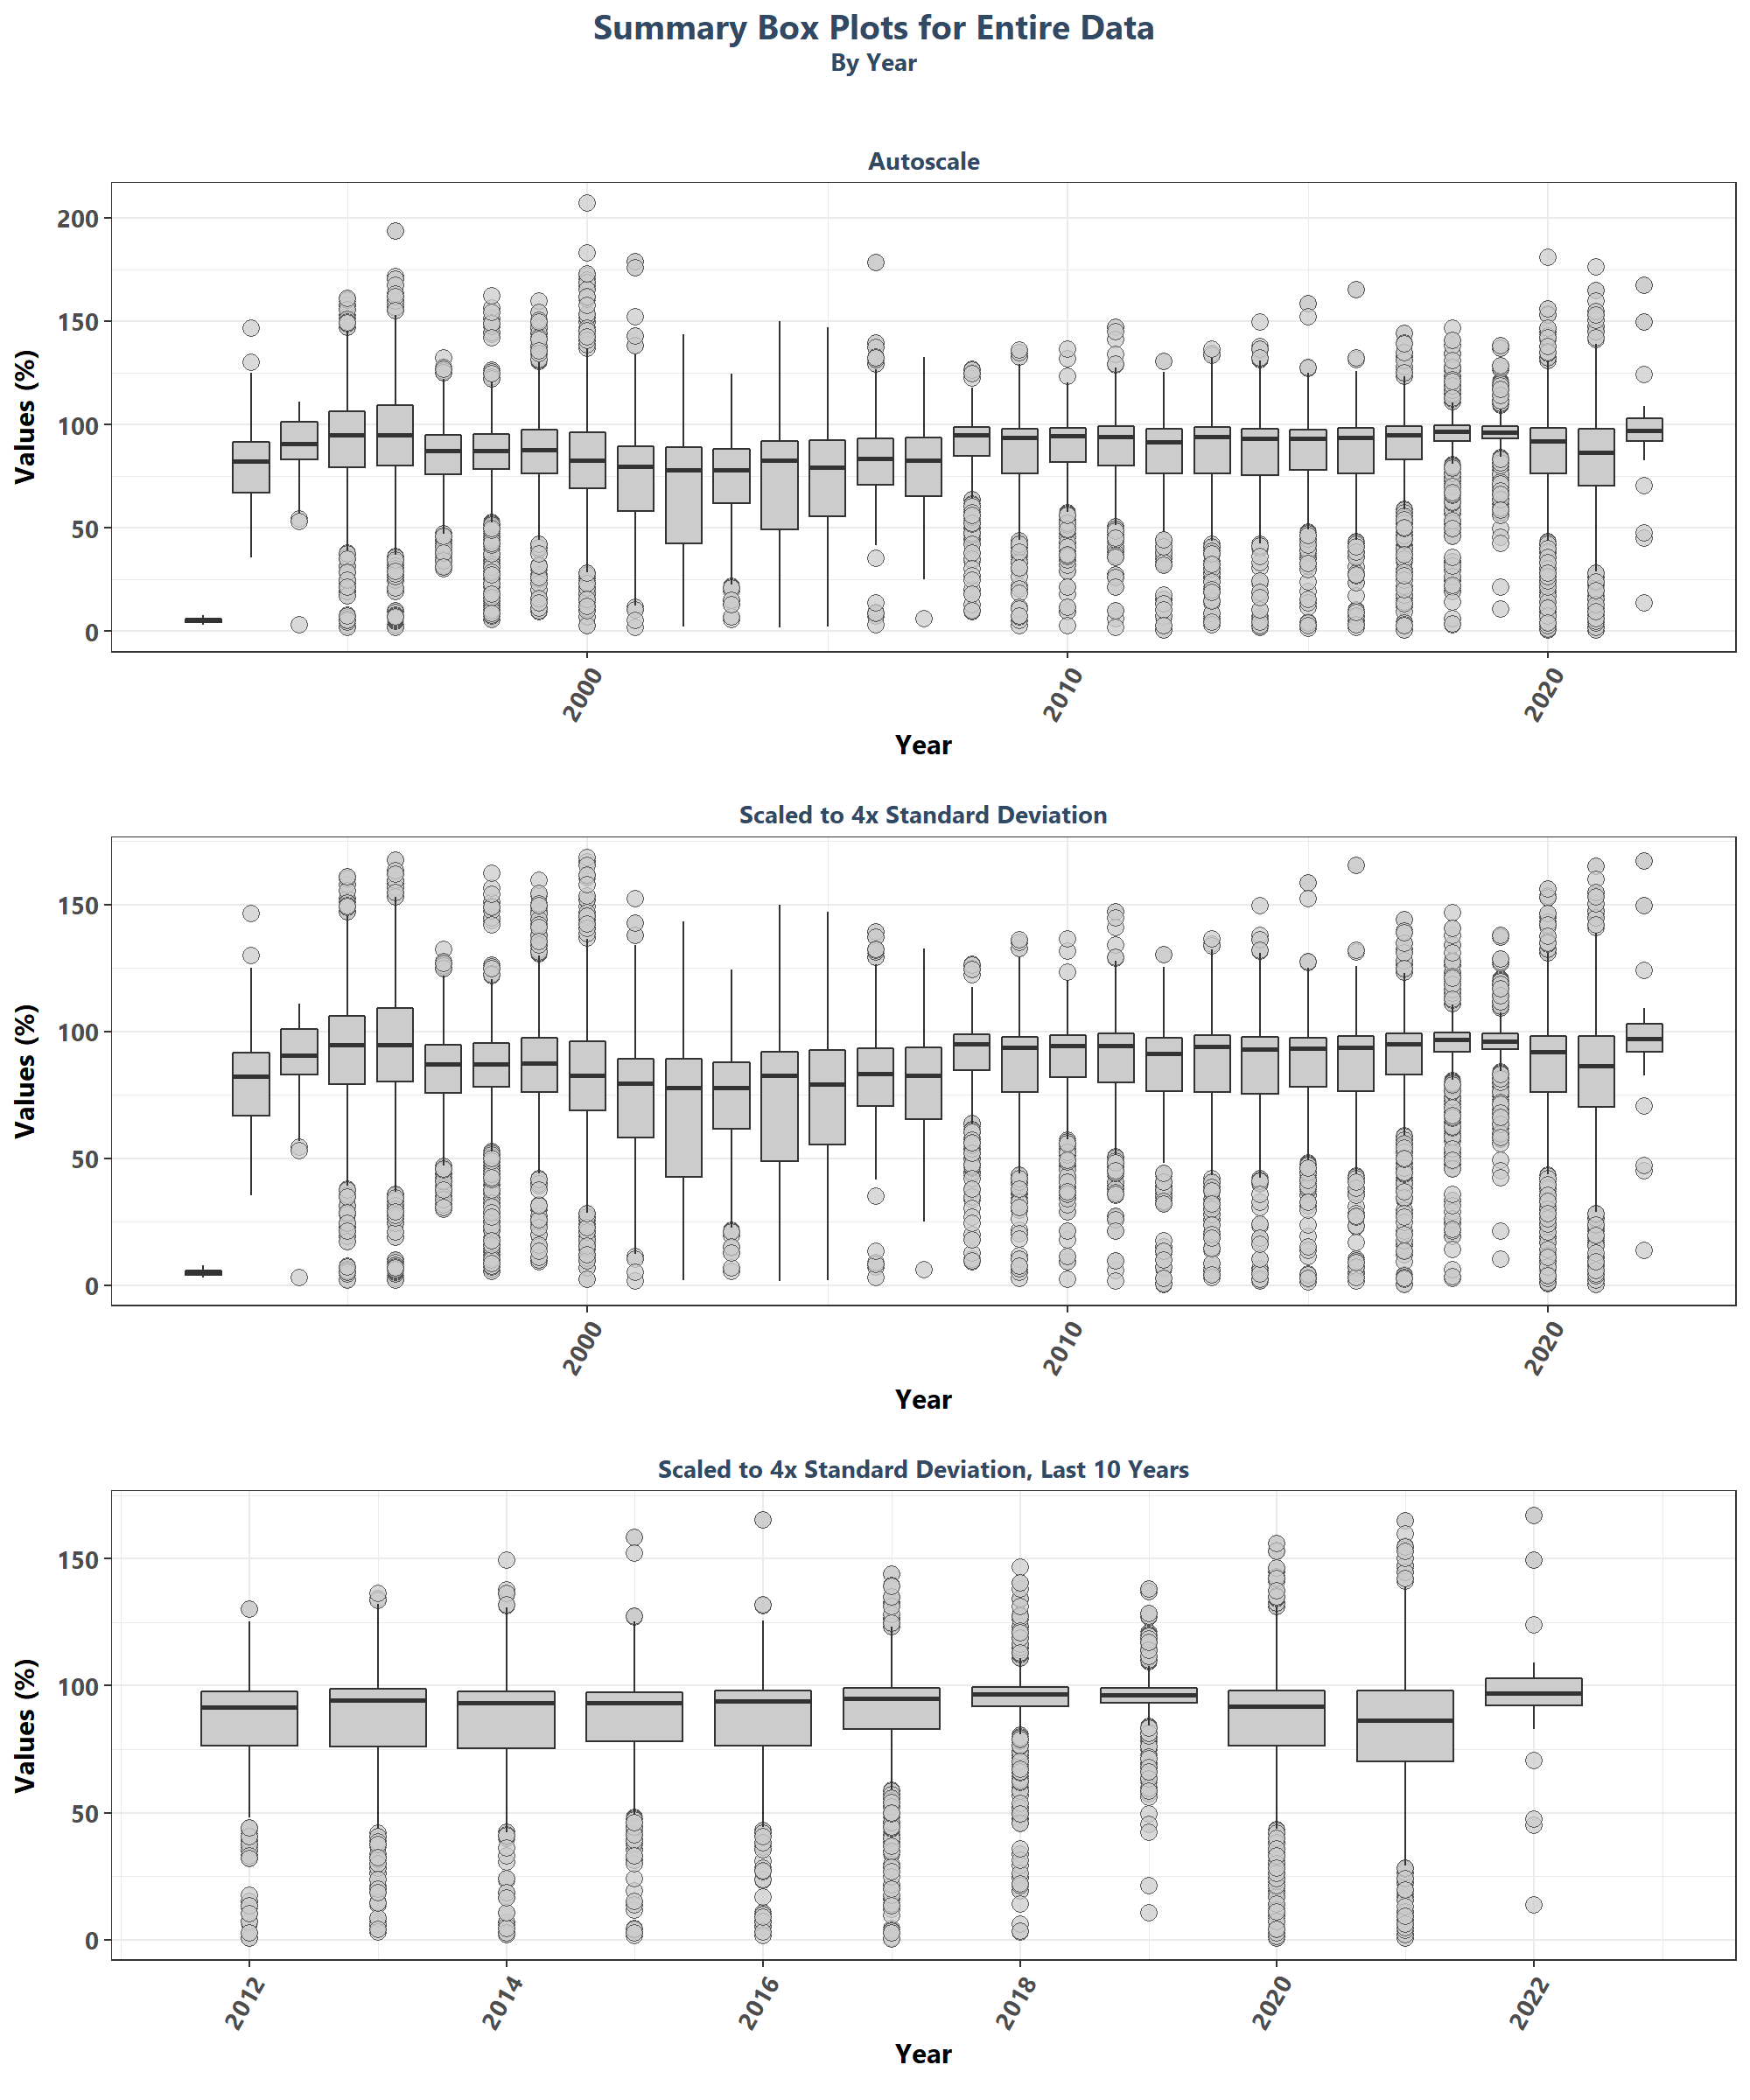 Summary Box Plots for Entire Data
By Year
Autoscale
Values (%)
200
150
100
50
0
2000
2010
2020
Year
Scaled to 4x Standard Deviation
Values (%)
150
100
50
0
2000
2010
2020
Year
Scaled to 4x Standard Deviation, Last 10 Years
Values (%)
150
100
50
0
2012
2014
2016
2018
2020
2022
Year